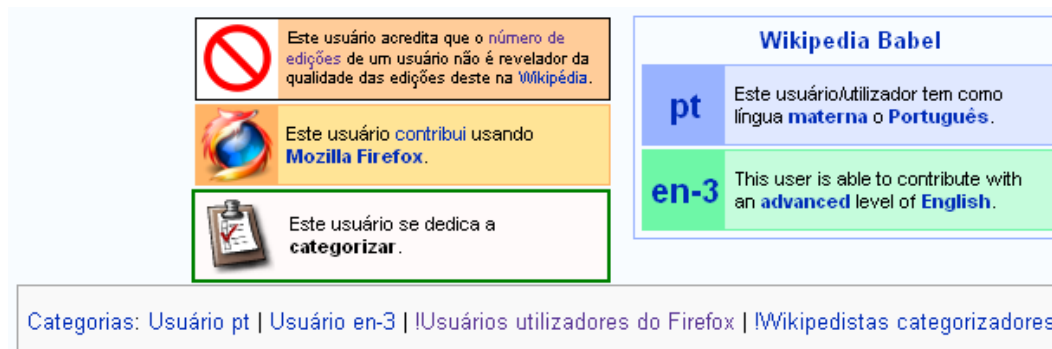 Este usuário acredita que o número de
edições de um usuário não é revelador da
qualidade das edições deste na Wikipédia.
Este usuário contribui usando
Mozilla Firefox.
Este usuário se dedica a
categorizar.
Wikipedia Babel
pt
Este usuário/utilizador tem como
língua materna o Português.
en-3
This user is able to contribute with
an advanced level of English.
Categorias: Usuário pt | Usuário en-3 | !Usuários utilizadores do Firefox | !Wikipedistas categorizadores